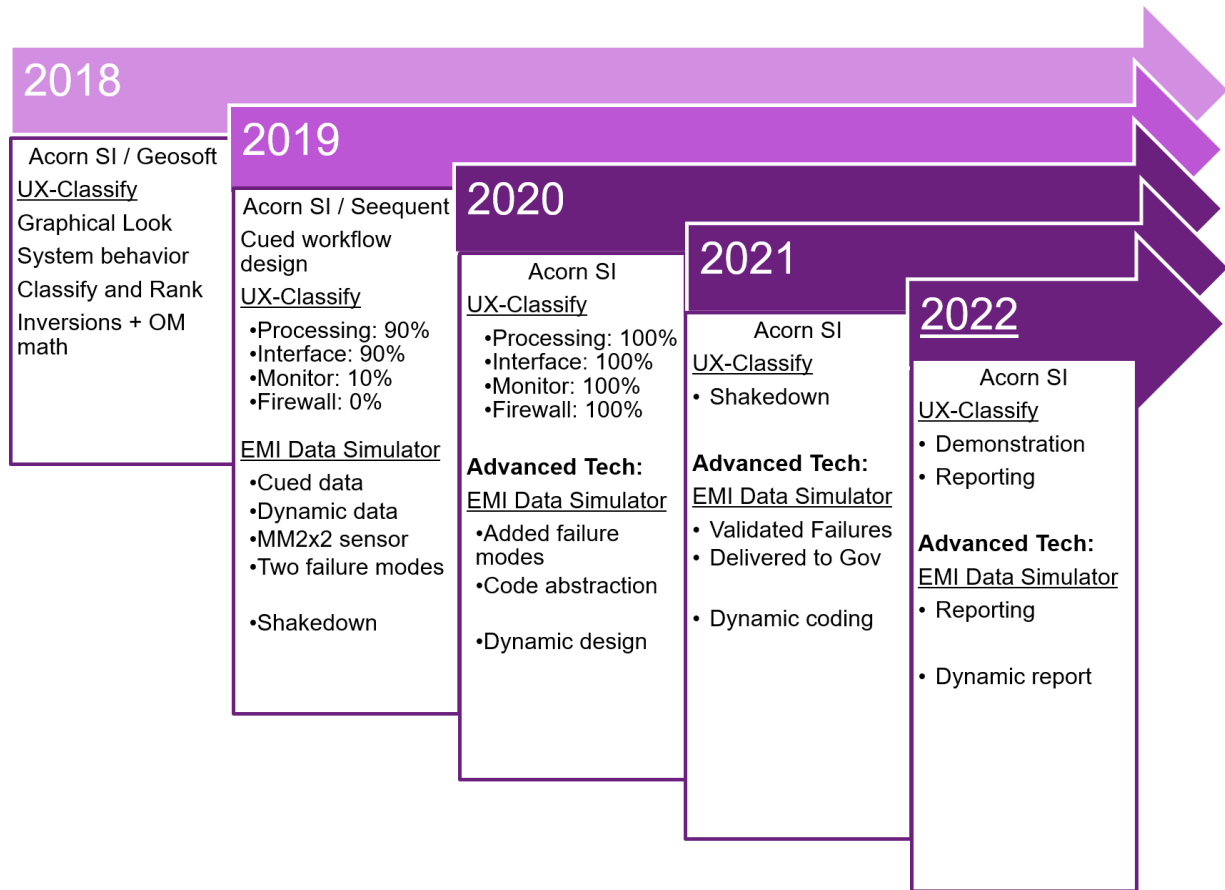 2018
Acorn SI / Geosoft
UX-Classify
Graphical Look
System behavior
Classify and Rank
Inversions + OM
math
2019
Acorn SI / Seequent
Cued workflow
design
UX-Classify
•Processing: 90%
•Interface: 90%
•Monitor: 10%
•Firewall: 0%
EMI Data Simulator
•Cued data
•Dynamic data
•MM2x2 sensor
•Two failure modes
•Shakedown
2020
Acorn SI
UX-Classify
•Processing: 100%
•Interface: 100%
•Monitor: 100%
•Firewall: 100%
Advanced Tech:
EMI Data Simulator
•Added failure
modes
•Code abstraction
•Dynamic design
2021
Acorn SI
UX-Classify
• Shakedown
Advanced Tech:
EMI Data Simulator
• Validated Failures
• Delivered to Gov
• Dynamic coding
2022
Acorn SI
UX-Classify
• Demonstration
• Reporting
Advanced Tech:
EMI Data Simulator
• Reporting
• Dynamic report